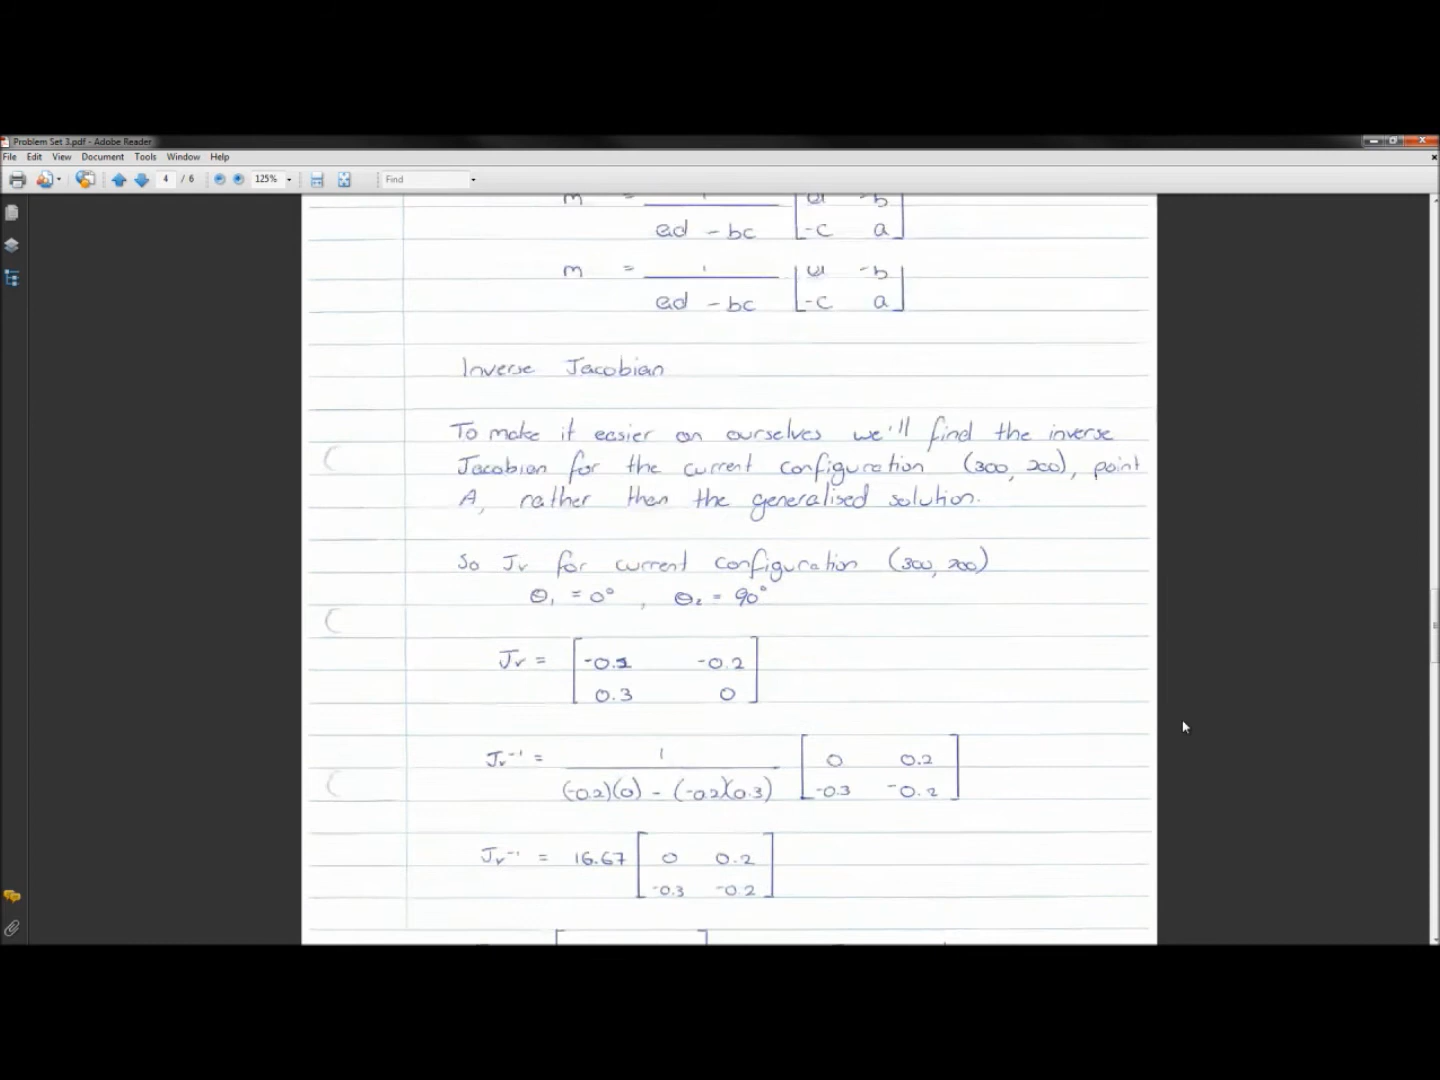 Problem Set 3.pdf - Adobe Reader
File Edit View Document Tools Window Help
4 / 6 125% Find
m =
ad - bc
-b
-c a
m =
ad - bc
-b
-c a
Inverse Jacobian
To make it easier on ourselves we'll find the inverse
Jacobian for the current configuration (300, 200), point
A, rather than the generalised solution.
So Jv for current configuration (300, 200)
θ₁ = 0° , θ₂ = 90°
Jv = [ -0.2 -0.2
0.3 0 ]
Jv⁻¹ = 1 [ 0 0.2
(-0.2)(0) - (-0.2)(0.3) -0.3 -0.2 ]
Jv⁻¹ = 16.67 [ 0 0.2
-0.3 -0.2 ]